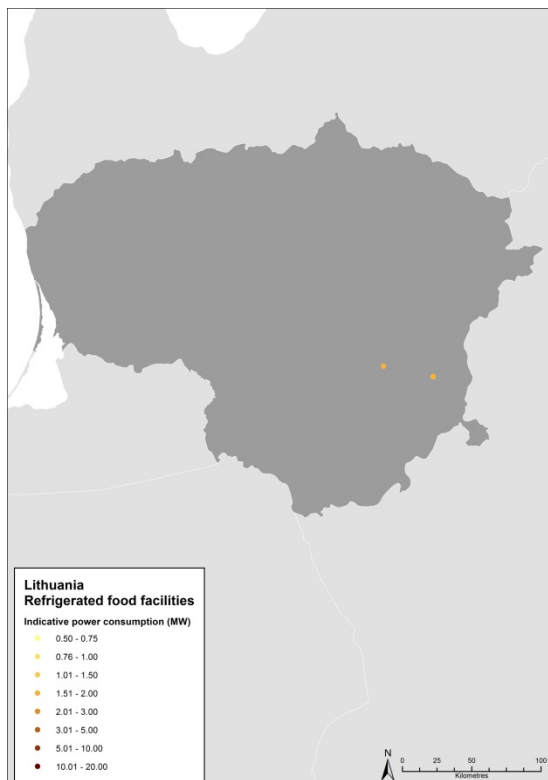 Lithuania
Refrigerated food facilities
Indicative power consumption (MW)
0.50 - 0.75
0.76 - 1.00
1.01 - 1.50
1.51 - 2.00
2.01 - 3.00
3.01 - 5.00
5.01 - 10.00
10.01 - 20.00
N
0 25 50 100
Kilometres